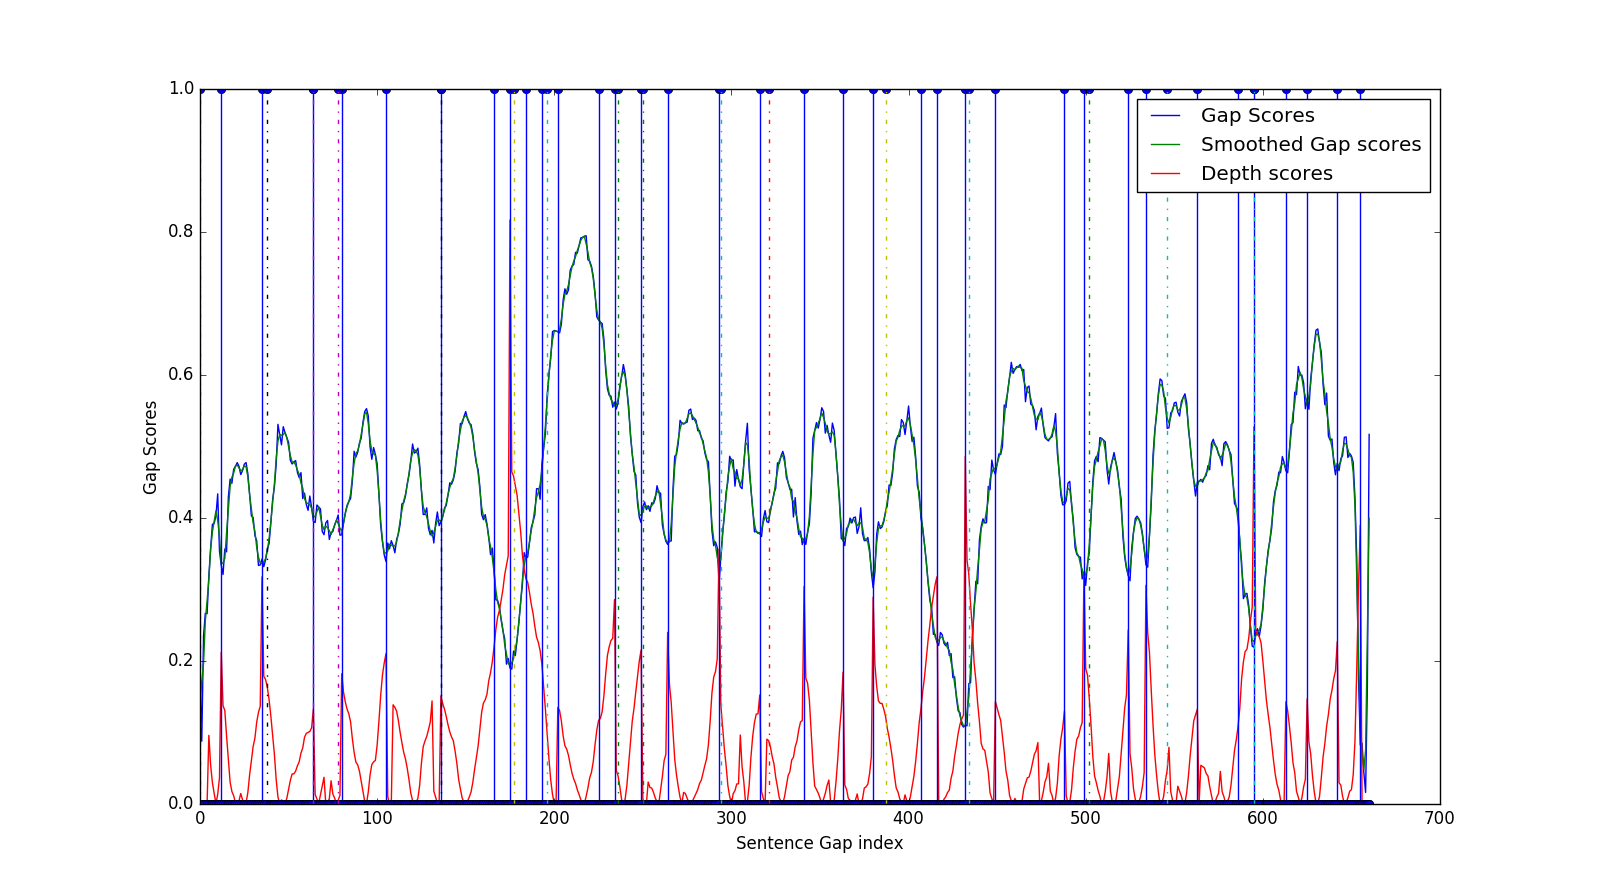 1.0
0.8
0.6
0.4
0.2
0.0
Gap Scores
Gap Scores
Smoothed Gap scores
Depth scores
0 100 200 300 400 500 600 700
Sentence Gap index